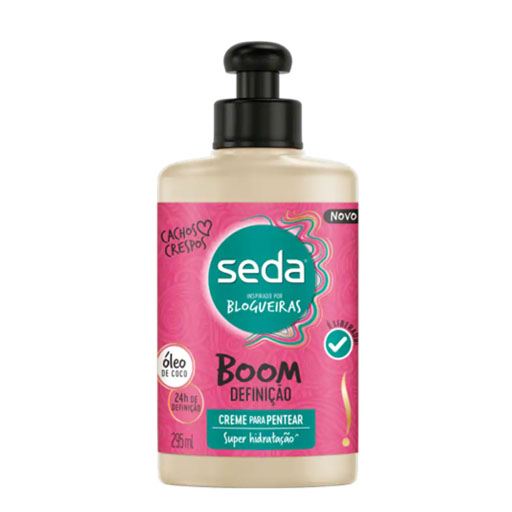 NOVO
CACHOS
CRESPOS
seda
INSPIRADO POR
BLOGUEIRAS
É LIBERADO
óleo
DE COCO
BOOM
DEFINIÇÃO
24h DE
DEFINIÇÃO
CREME PARA PENTEAR
Super hidratação^
295ml